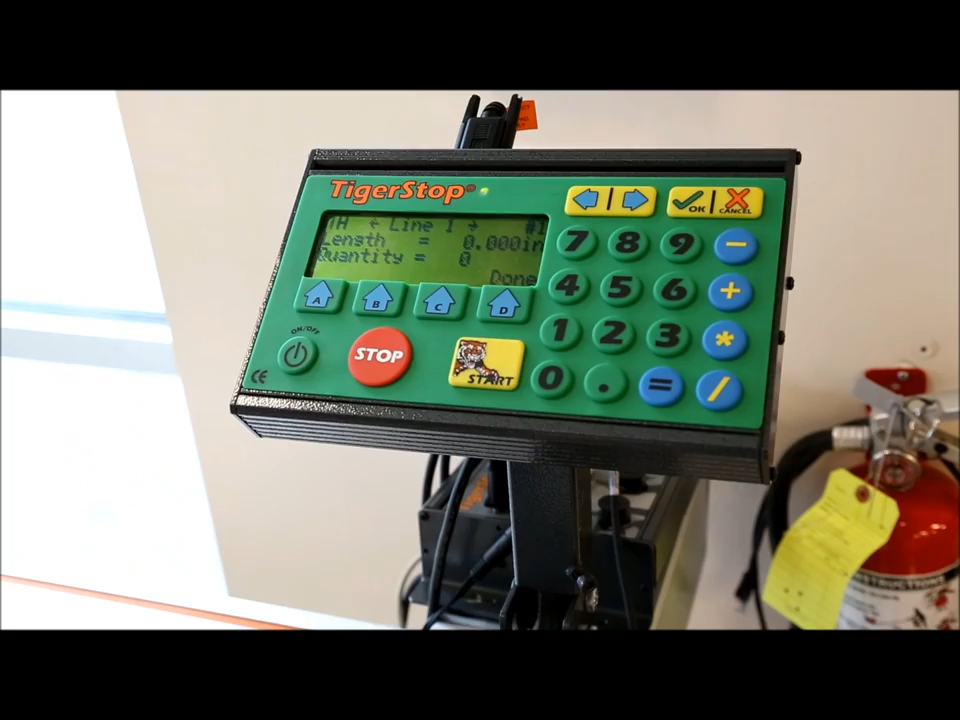 TigerStop®
← Line 1 → #1
Length = 0.000in
Quantity = 0
Done
A B C D
ON/OFF
STOP
START
CE
OK
CANCEL
7 8 9 -
4 5 6 +
1 2 3 *
0 . = /